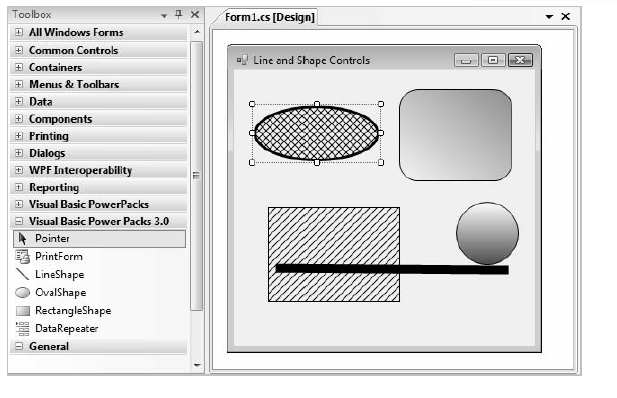 Toolbox
All Windows Forms
Common Controls
Containers
Menus & Toolbars
Data
Components
Printing
Dialogs
WPF Interoperability
Reporting
Visual Basic PowerPacks
Visual Basic Power Packs 3.0
Pointer
PrintForm
LineShape
OvalShape
RectangleShape
DataRepeater
General
Form1.cs [Design]
Line and Shape Controls